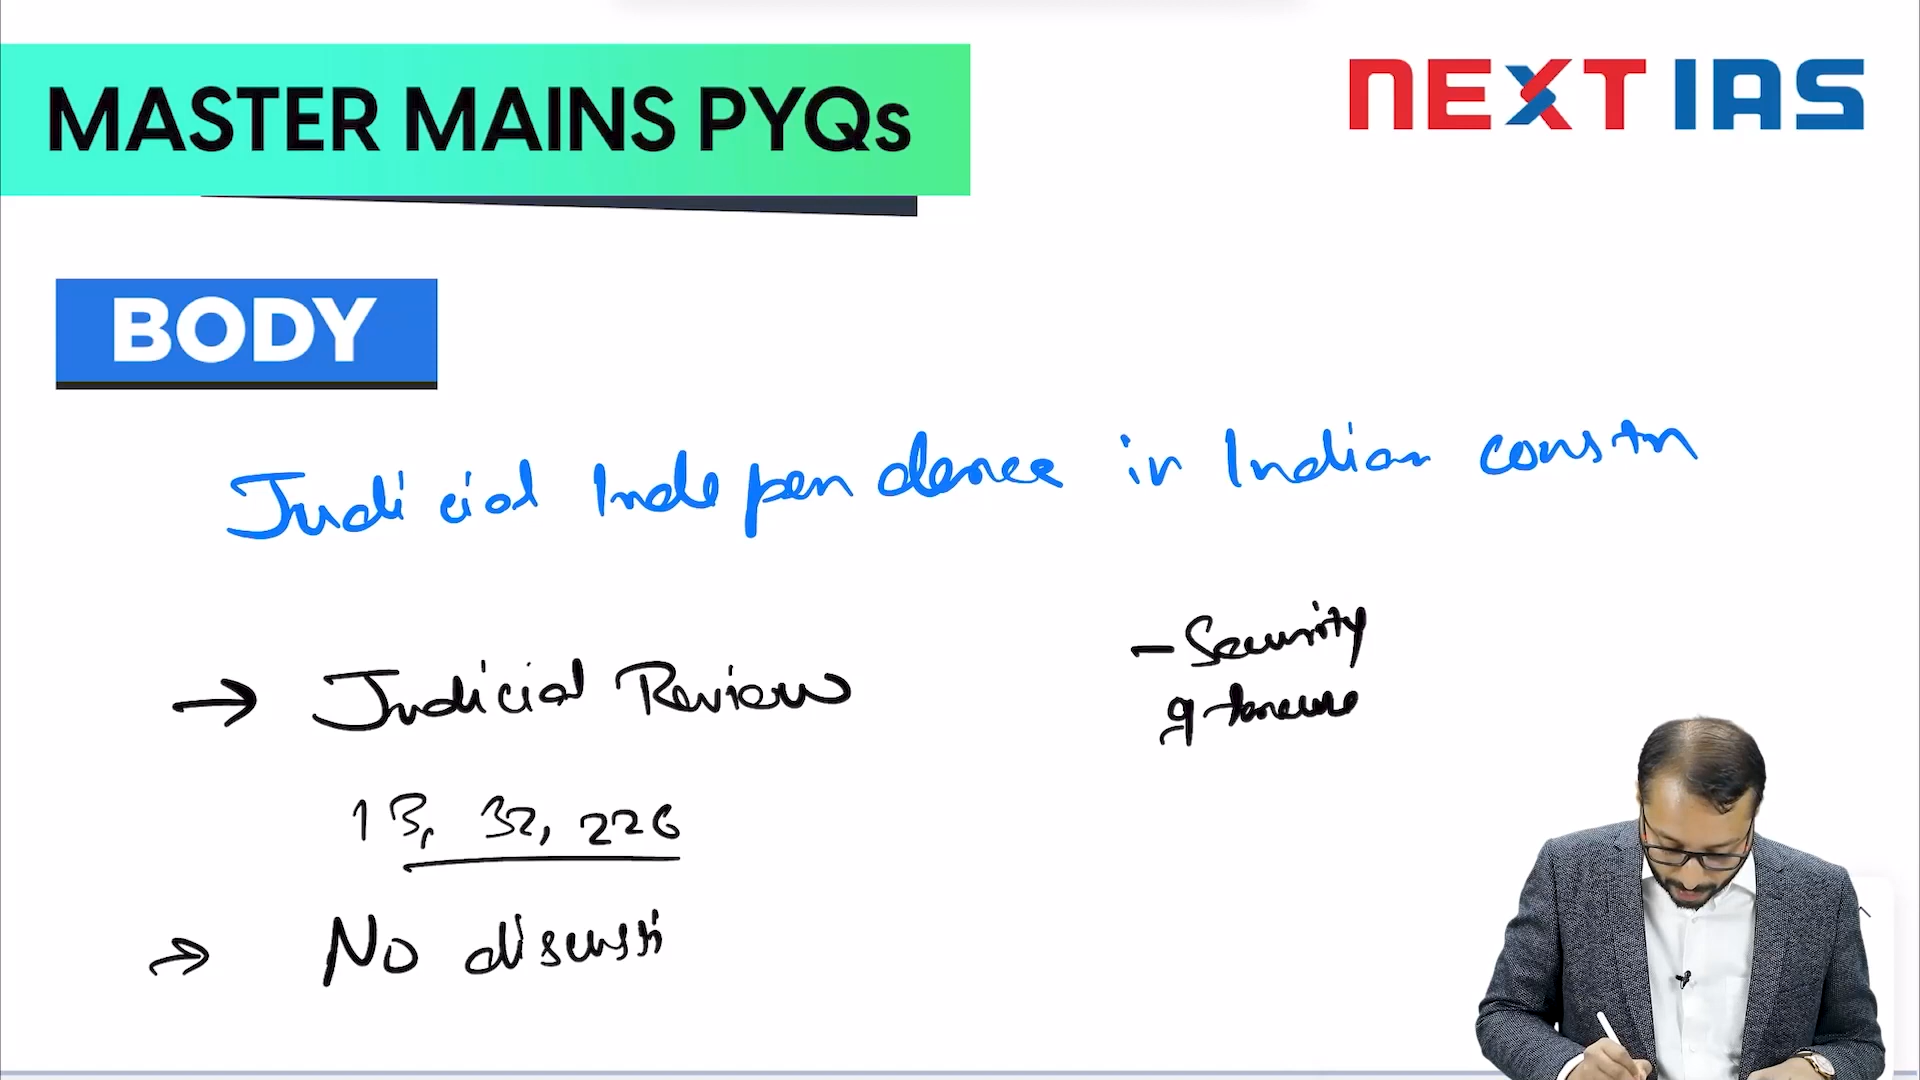 MASTER MAINS PYQs
NEXT IAS
BODY
Judicial Independence in Indian constn
→ Judicial Review
13, 32, 226
→ No discussi
– Security
of tenure